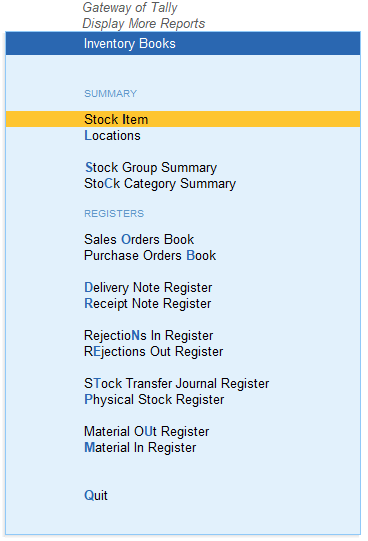 Gateway of Tally
Display More Reports
Inventory Books
SUMMARY
Stock Item
Locations
Stock Group Summary
StoCk Category Summary
REGISTERS
Sales Orders Book
Purchase Orders Book
Delivery Note Register
Receipt Note Register
RejectioNs In Register
REjections Out Register
STock Transfer Journal Register
Physical Stock Register
Material OUt Register
Material In Register
Quit